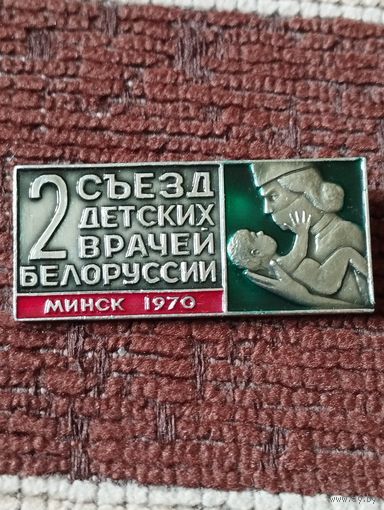 2 СЪЕЗД
ДЕТСКИХ
ВРАЧЕЙ
БЕЛОРУССИИ
МИНСК 1970